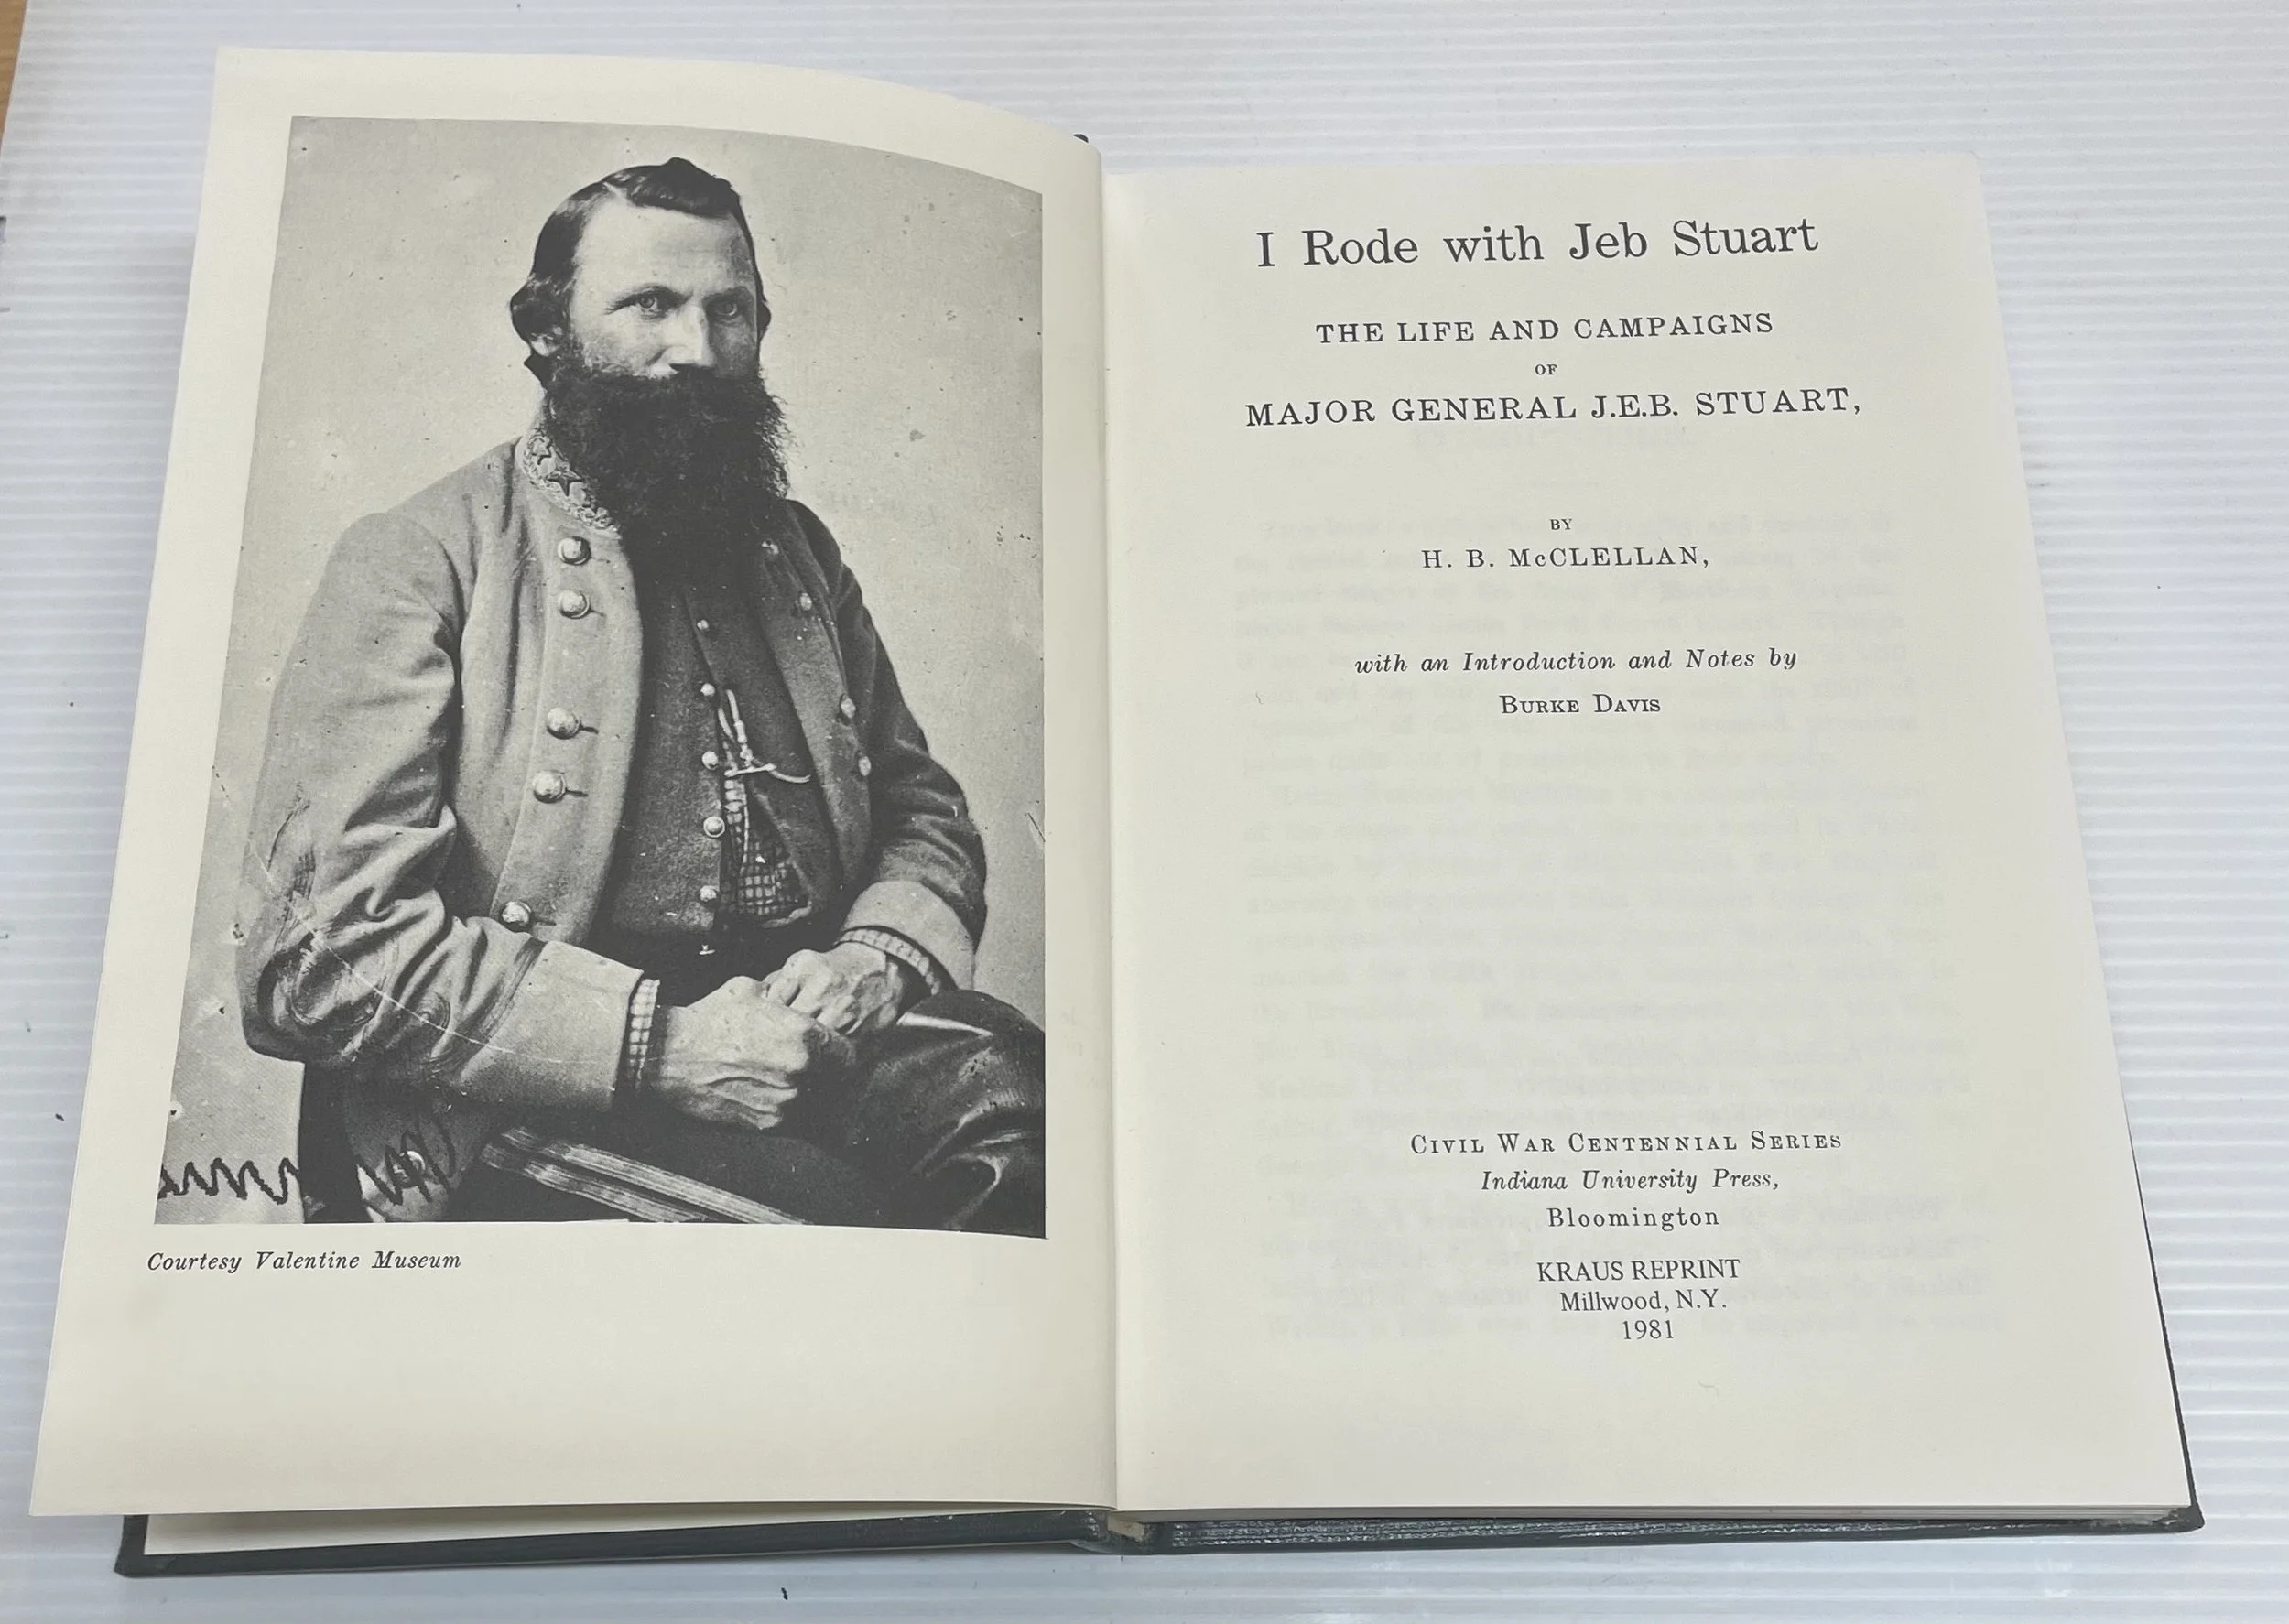 Courtesy Valentine Museum
I Rode with Jeb Stuart
THE LIFE AND CAMPAIGNS
OF
MAJOR GENERAL J.E.B. STUART,
BY
H. B. McCLELLAN,
with an Introduction and Notes by
BURKE DAVIS
CIVIL WAR CENTENNIAL SERIES
Indiana University Press,
Bloomington
KRAUS REPRINT
Millwood, N.Y.
1981